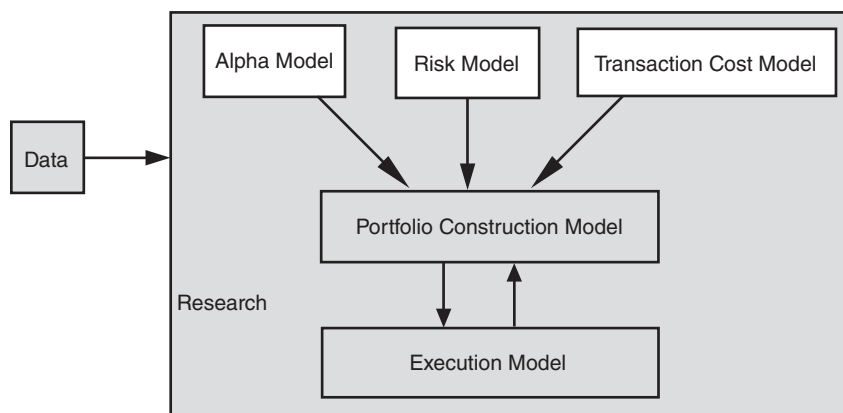 Alpha Model
Risk Model
Transaction Cost Model
Data
Portfolio Construction Model
Research
Execution Model